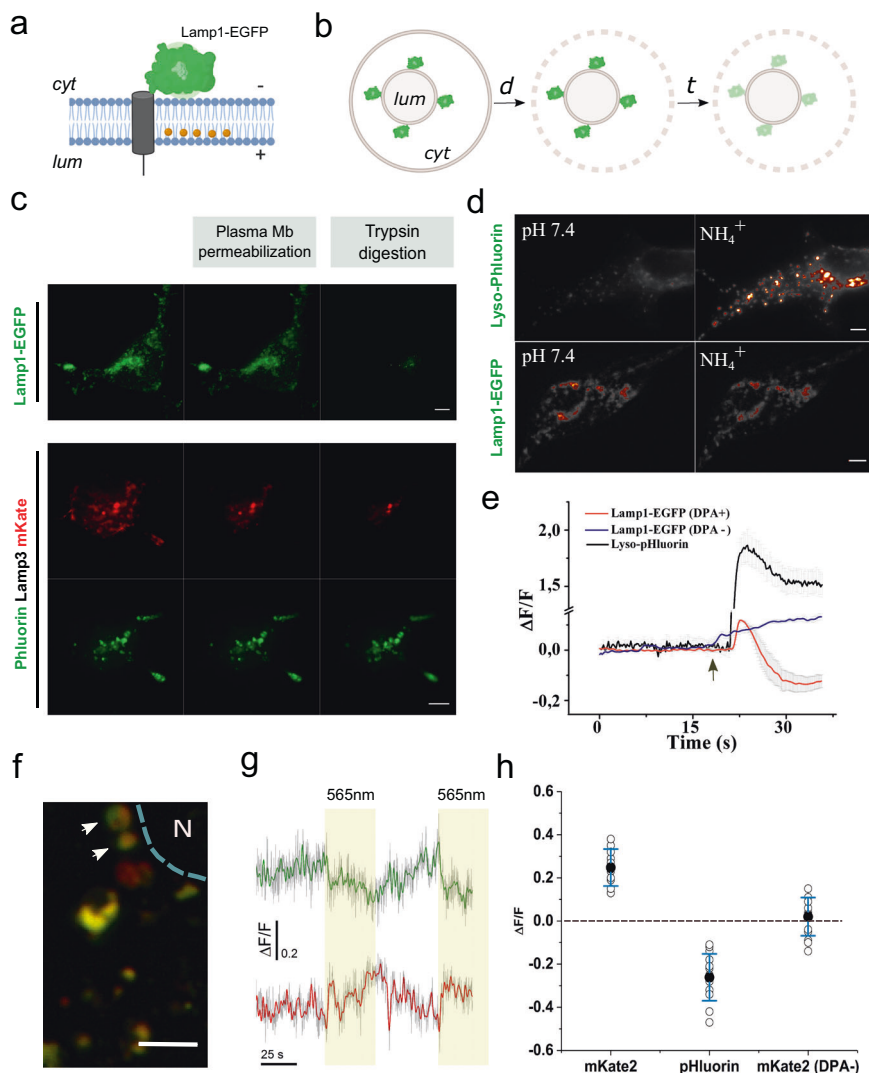 a
Lamp1-EGFP
cyt
-
lum
+
b
lum
cyt
d
t
c
Plasma Mb
permeabilization
Trypsin
digestion
Lamp1-EGFP
Phluorin Lamp3 mKate
d
pH 7.4
NH₄⁺
Lyso-Phluorin
pH 7.4
NH₄⁺
Lamp1-EGFP
e
Lamp1-EGFP (DPA+)
Lamp1-EGFP (DPA -)
Lyso-pHluorin
2,0
1.5
0,0
-0,2
ΔF/F
0
15
30
Time (s)
f
N
g
565nm
565nm
ΔF/F
0.2
25 s
h
0.6
0.4
0.2
0.0
-0.2
-0.4
-0.6
ΔF/F
mKate2
pHluorin
mKate2 (DPA-)